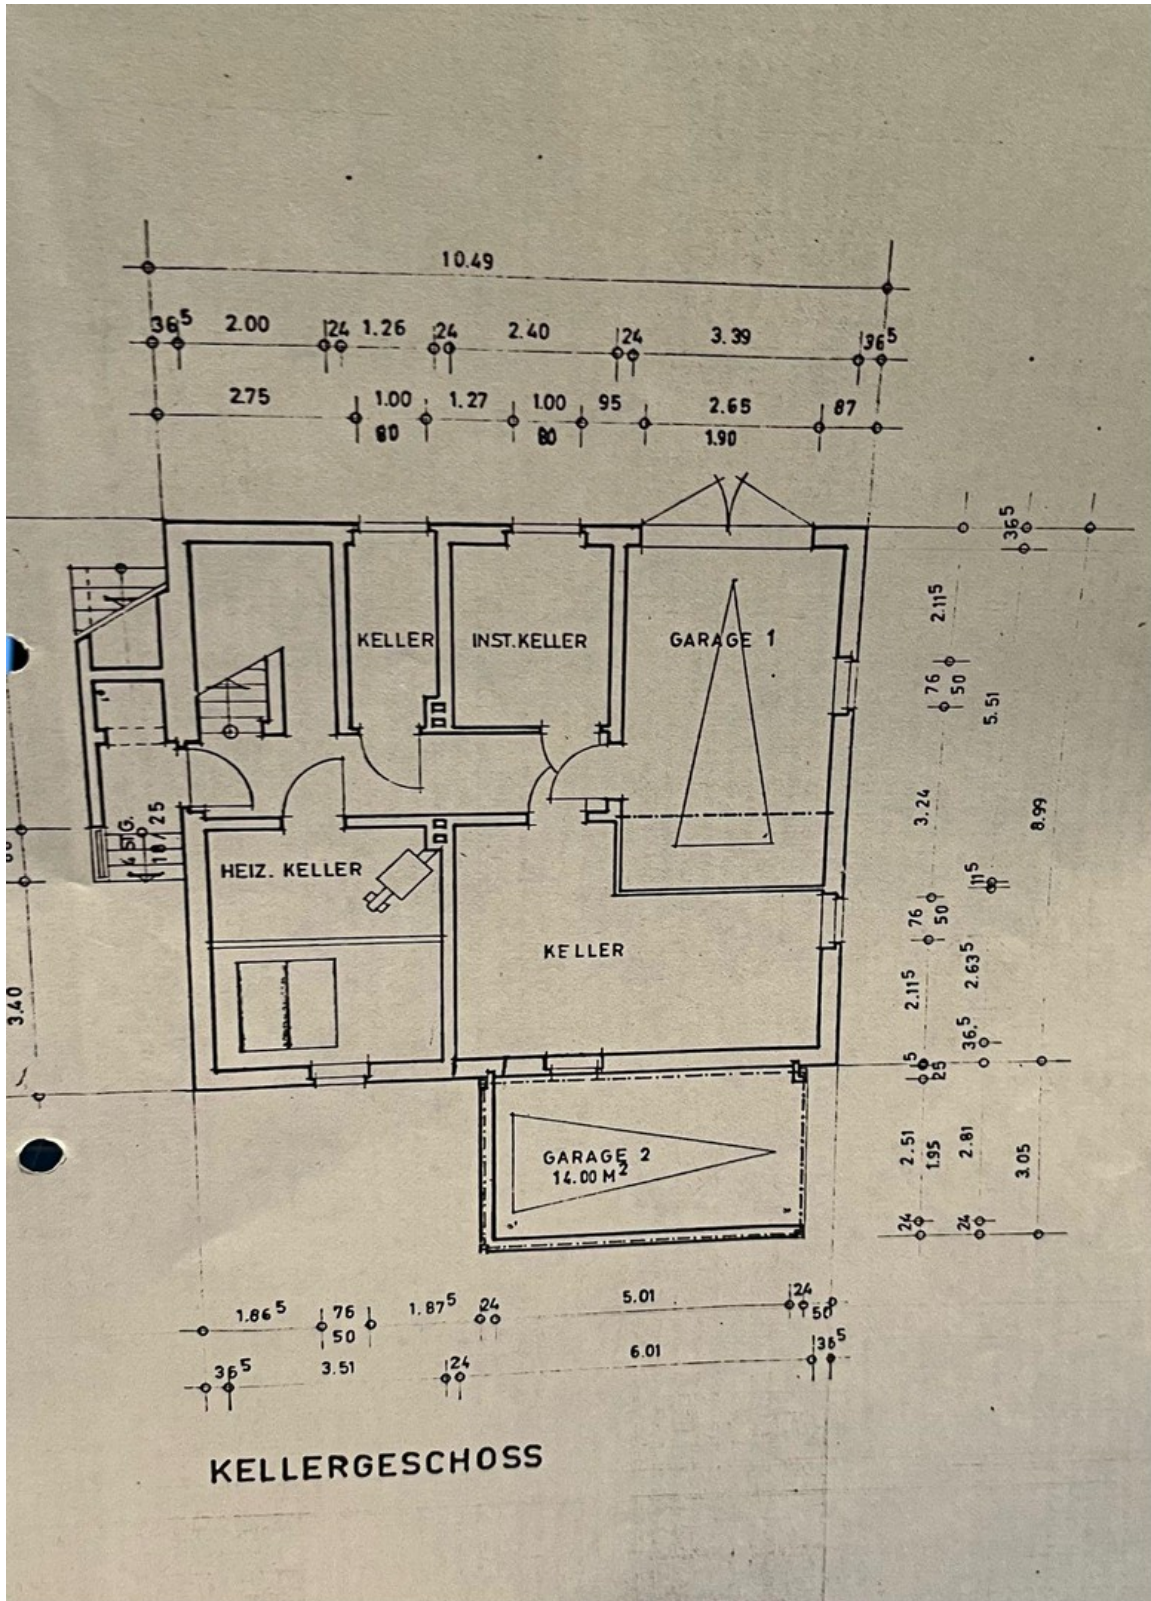 10.49
36⁵ 2.00 24 1.26 24 2.40 24 3.39 36⁵
2.75 1.00 1.27 1.00 95 2.65 87
80 80 1.90
36⁵
2.11⁵
KELLER INST.KELLER GARAGE 1
76
50
5.51
3.24
8.99
4 STG.
18/25
HEIZ. KELLER
11⁵
76
50
KELLER
2.63⁵
2.11⁵
3.40
36⁵
5
25
GARAGE 2
14.00 M²
2.51
1.95
2.81
3.05
24 24
1.86⁵ 76 1.87⁵ 24 5.01 24
50 50
36⁵ 3.51 24 6.01 36⁵
KELLERGESCHOSS